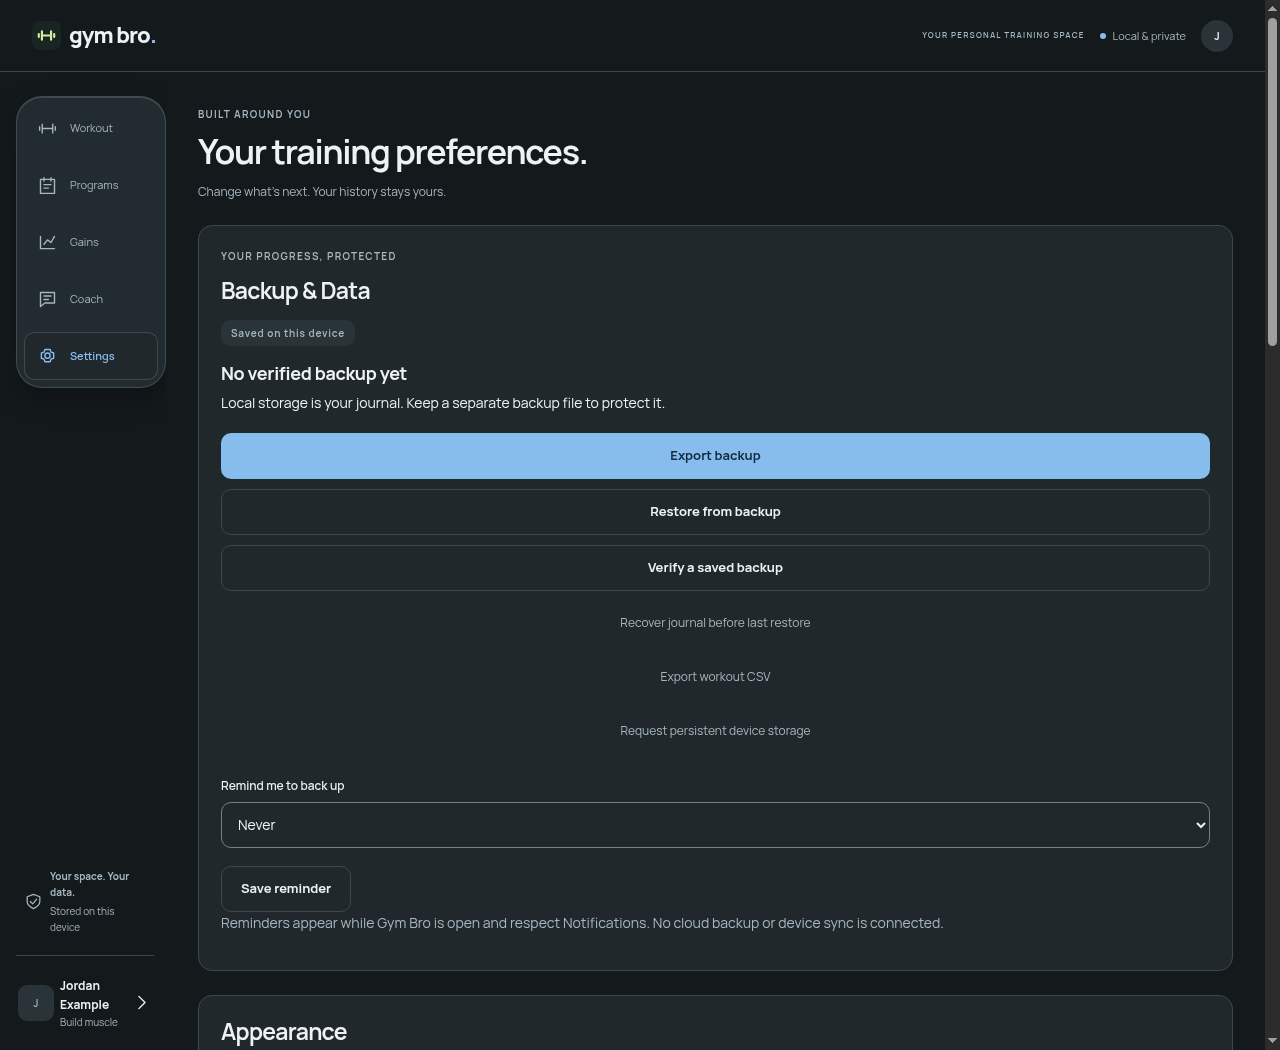 gym bro.
YOUR PERSONAL TRAINING SPACE
Local & private
J
Workout
Programs
Gains
Coach
Settings
Your space. Your
data.
Stored on this
device
J
Jordan
Example
Build muscle
BUILT AROUND YOU
Your training preferences.
Change what's next. Your history stays yours.
YOUR PROGRESS, PROTECTED
Backup & Data
Saved on this device
No verified backup yet
Local storage is your journal. Keep a separate backup file to protect it.
Export backup
Restore from backup
Verify a saved backup
Recover journal before last restore
Export workout CSV
Request persistent device storage
Remind me to back up
Never
Save reminder
Reminders appear while Gym Bro is open and respect Notifications. No cloud backup or device sync is connected.
Appearance